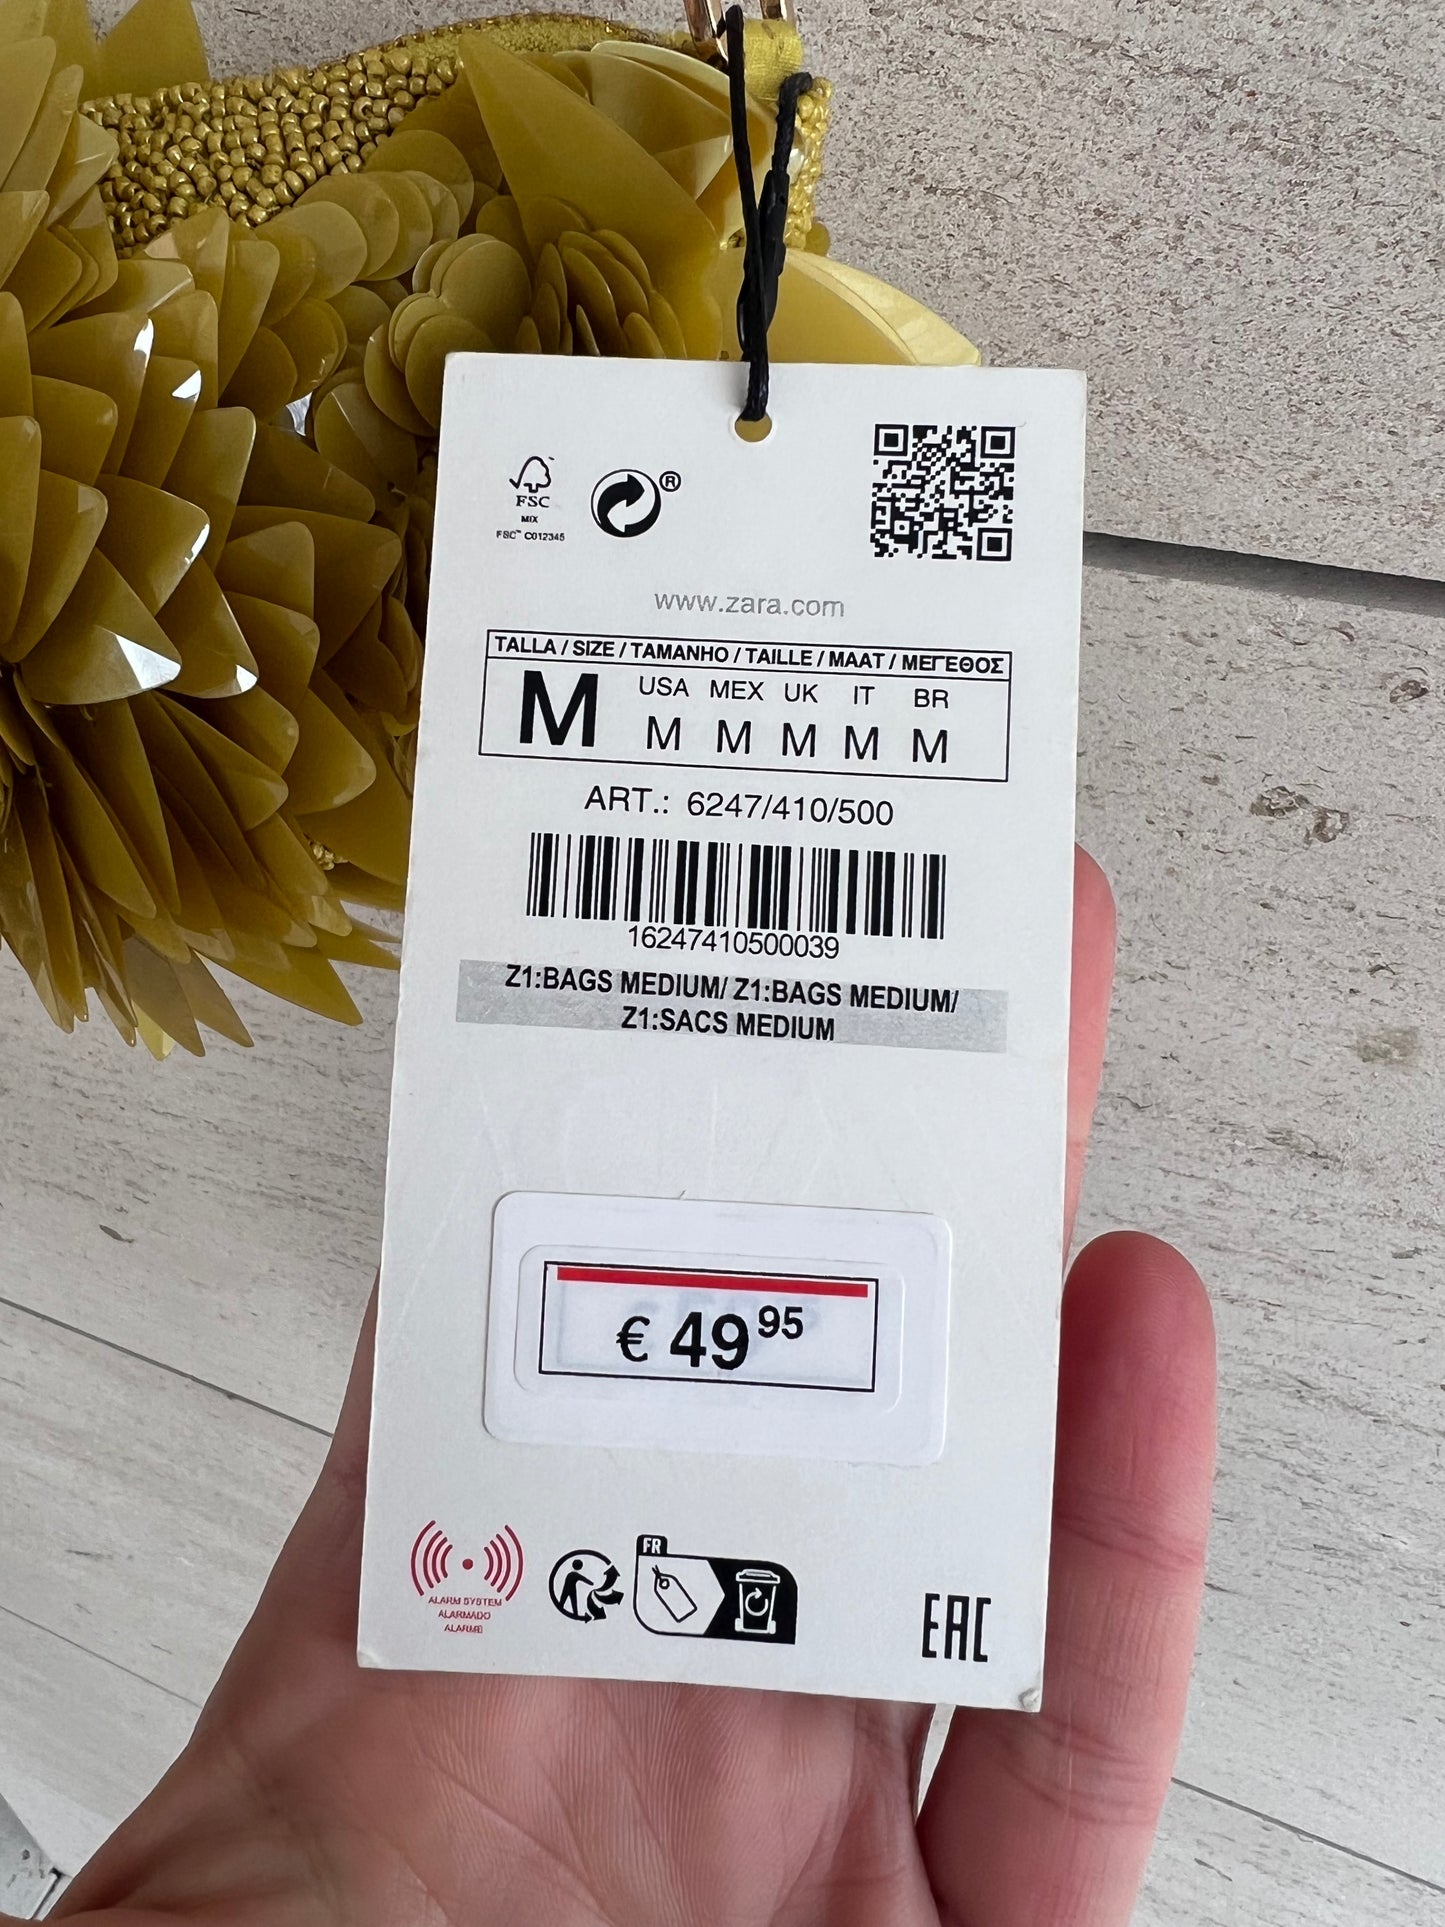 FSC
MIX
FSC™ C012345
®
www.zara.com
TALLA / SIZE / TAMANHO / TAILLE / MAAT / ΜΕΓΕΘΟΣ
M
USA MEX UK IT BR
M M M M M
ART.: 6247/410/500
16247410500039
Z1:BAGS MEDIUM/ Z1:BAGS MEDIUM/
Z1:SACS MEDIUM
€ 49 95
ALARM SYSTEM
ALARMADO
ALARME
FR
EAC